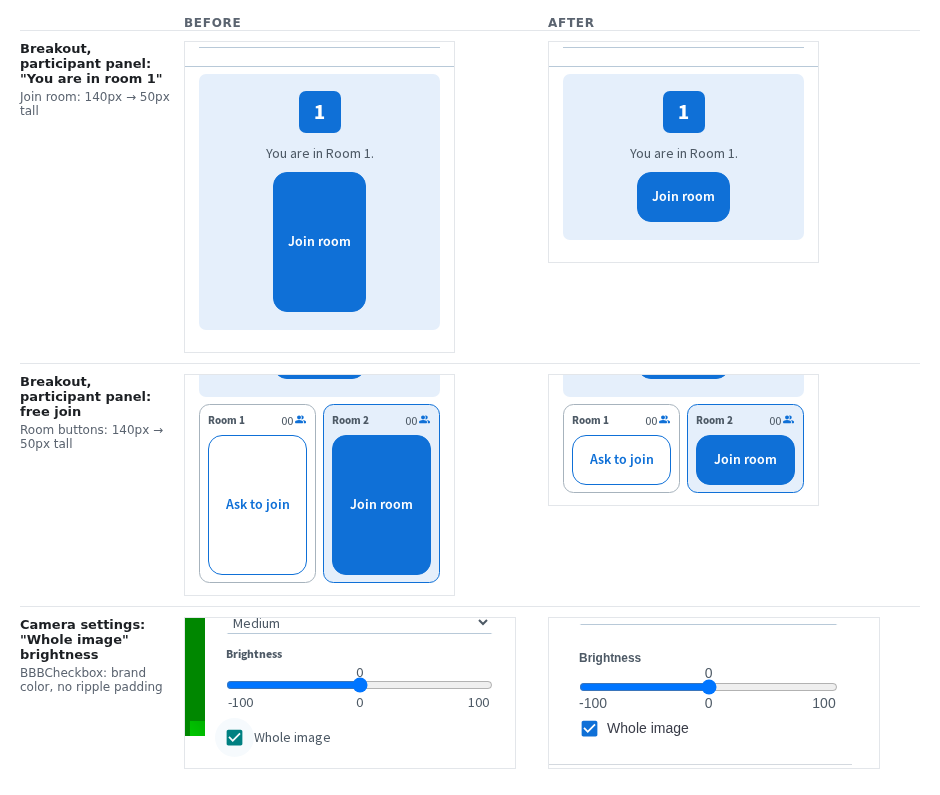 BEFORE
AFTER
Breakout,
participant panel:
"You are in room 1"
Join room: 140px → 50px
tall
1
You are in Room 1.
Join room
1
You are in Room 1.
Join room
Breakout,
participant panel:
free join
Room buttons: 140px →
50px tall
Room 1
00
Room 2
00
Ask to join
Join room
Room 1
00
Room 2
00
Ask to join
Join room
Camera settings:
"Whole image"
brightness
BBBCheckbox: brand
color, no ripple padding
Medium
Brightness
0
-100
0
100
Whole image
Brightness
0
-100
0
100
Whole image